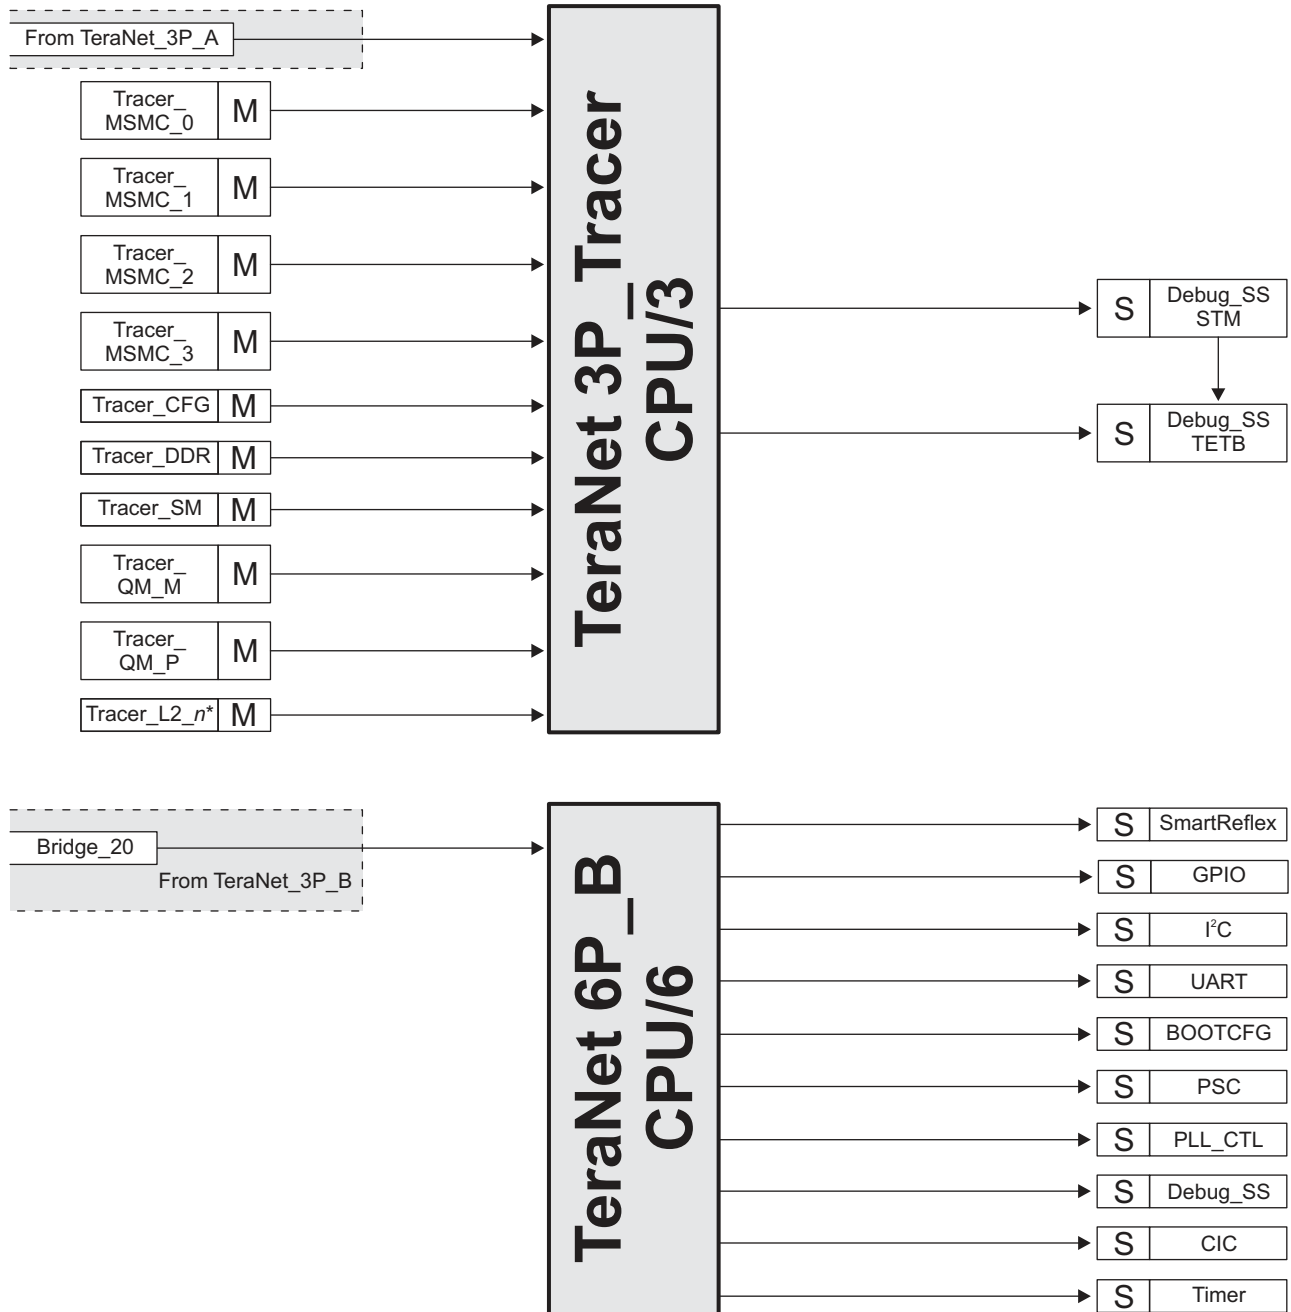 From TeraNet_3P_A
Tracer_
MSMC_0
M
Tracer_
MSMC_1
M
Tracer_
MSMC_2
M
Tracer_
MSMC_3
M
Tracer_CFG M
Tracer_DDR M
Tracer_SM M
Tracer_
QM_M
M
Tracer_
QM_P
M
Tracer_L2_n* M
TeraNet 3P_Tracer
CPU/3
S
Debug_SS
STM
S
Debug_SS
TETB
Bridge_20
From TeraNet_3P_B
TeraNet 6P_B
CPU/6
S SmartReflex
S GPIO
S I²C
S UART
S BOOTCFG
S PSC
S PLL_CTL
S Debug_SS
S CIC
S Timer